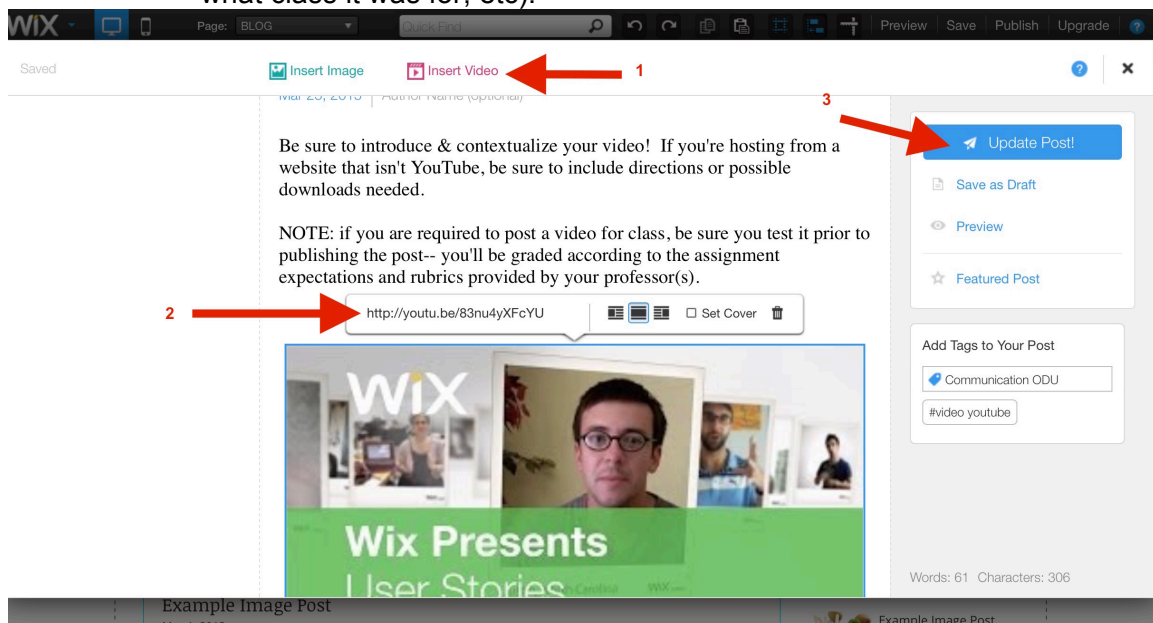 what class it was for, etc).
WiX Page: BLOG Quick Find Preview Save Publish Upgrade ?
Saved Insert Image Insert Video 1 ? ×
Author Name (optional)
3
Be sure to introduce & contextualize your video!  If you're hosting from a
website that isn't YouTube, be sure to include directions or possible
downloads needed.
NOTE: if you are required to post a video for class, be sure you test it prior to
publishing the post-- you'll be graded according to the assignment
expectations and rubrics provided by your professor(s).
2 http://youtu.be/83nu4yXFcYU Set Cover
WiX
Wix Presents
User Stories
Update Post!
Save as Draft
Preview
Featured Post
Add Tags to Your Post
Communication ODU
#video youtube
Words: 61  Characters: 306
Example Image Post
Example Image Post